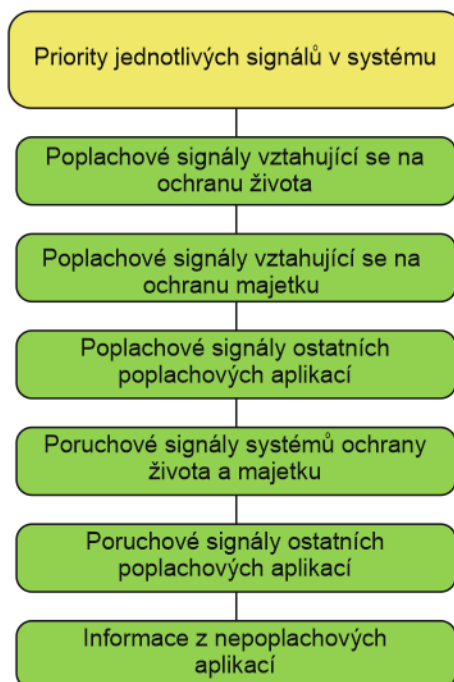 Priority jednotlivých signálů v systému
Poplachové signály vztahující se na
ochranu života
Poplachové signály vztahující se na
ochranu majetku
Poplachové signály ostatních
poplachových aplikací
Poruchové signály systémů ochrany
života a majetku
Poruchové signály ostatních
poplachových aplikací
Informace z nepoplachových
aplikací